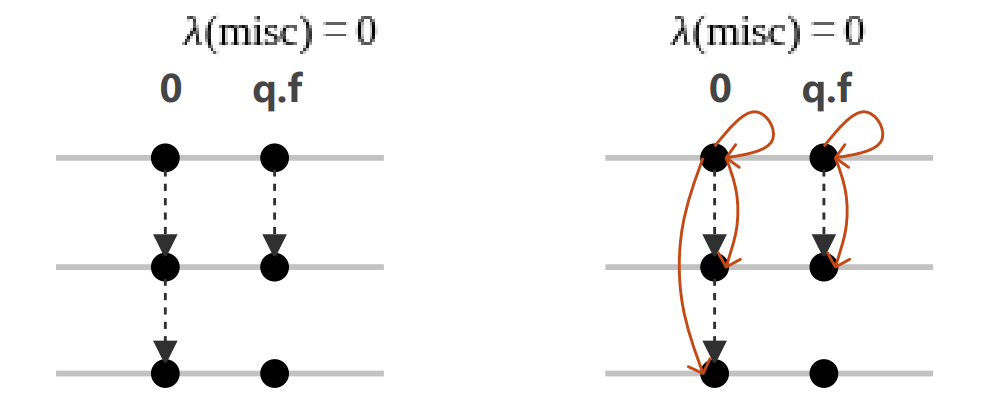 λ(misc) = 0
0 q.f
λ(misc) = 0
0 q.f